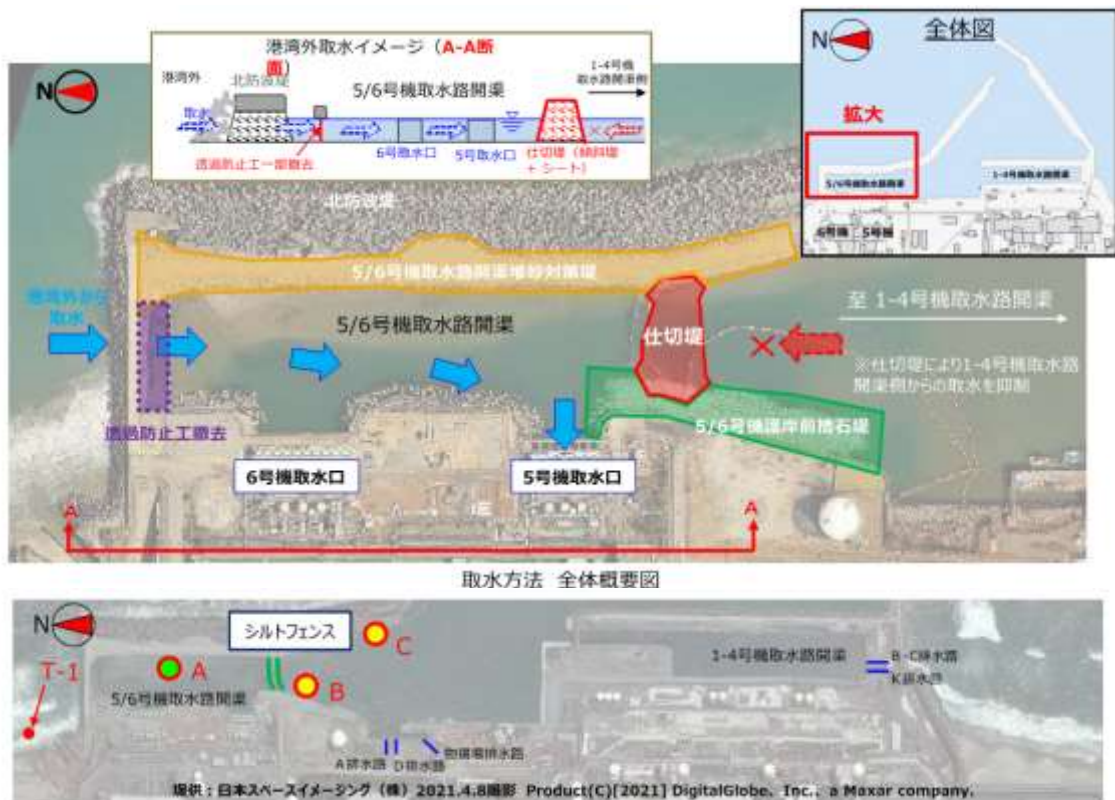 港湾外取水イメージ（A-A断面）
港湾外
北防波堤
5/6号機取水路開渠
1-4号機
取水路開渠側
取水
6号機取水口
5号取水口
仕切堤（傾斜堤
+ シート）
透過防止工一部撤去
N
N
全体図
拡大
5/6号機取水路開渠
1-4号機取水路開渠
6号機
5号機
北防波堤
5/6号機取水路開渠堆砂対策堤
港湾外から
取水
5/6号機取水路開渠
仕切堤
至 1-4号機取水路開渠
※仕切堤により1-4号機取水路
開渠側からの取水を抑制
透過防止工撤去
5/6号機護岸前捨石堤
6号機取水口
5号機取水口
A
A
取水方法 全体概要図
N
シルトフェンス
C
T-1
A
B
5/6号機取水路開渠
1-4号機取水路開渠
B・C排水路
K排水路
A排水路
D排水路
物揚場排水路
提供：日本スペースイメージング（株）2021.4.8撮影 Product(C)[2021] DigitalGlobe、Inc.、a Maxar company.